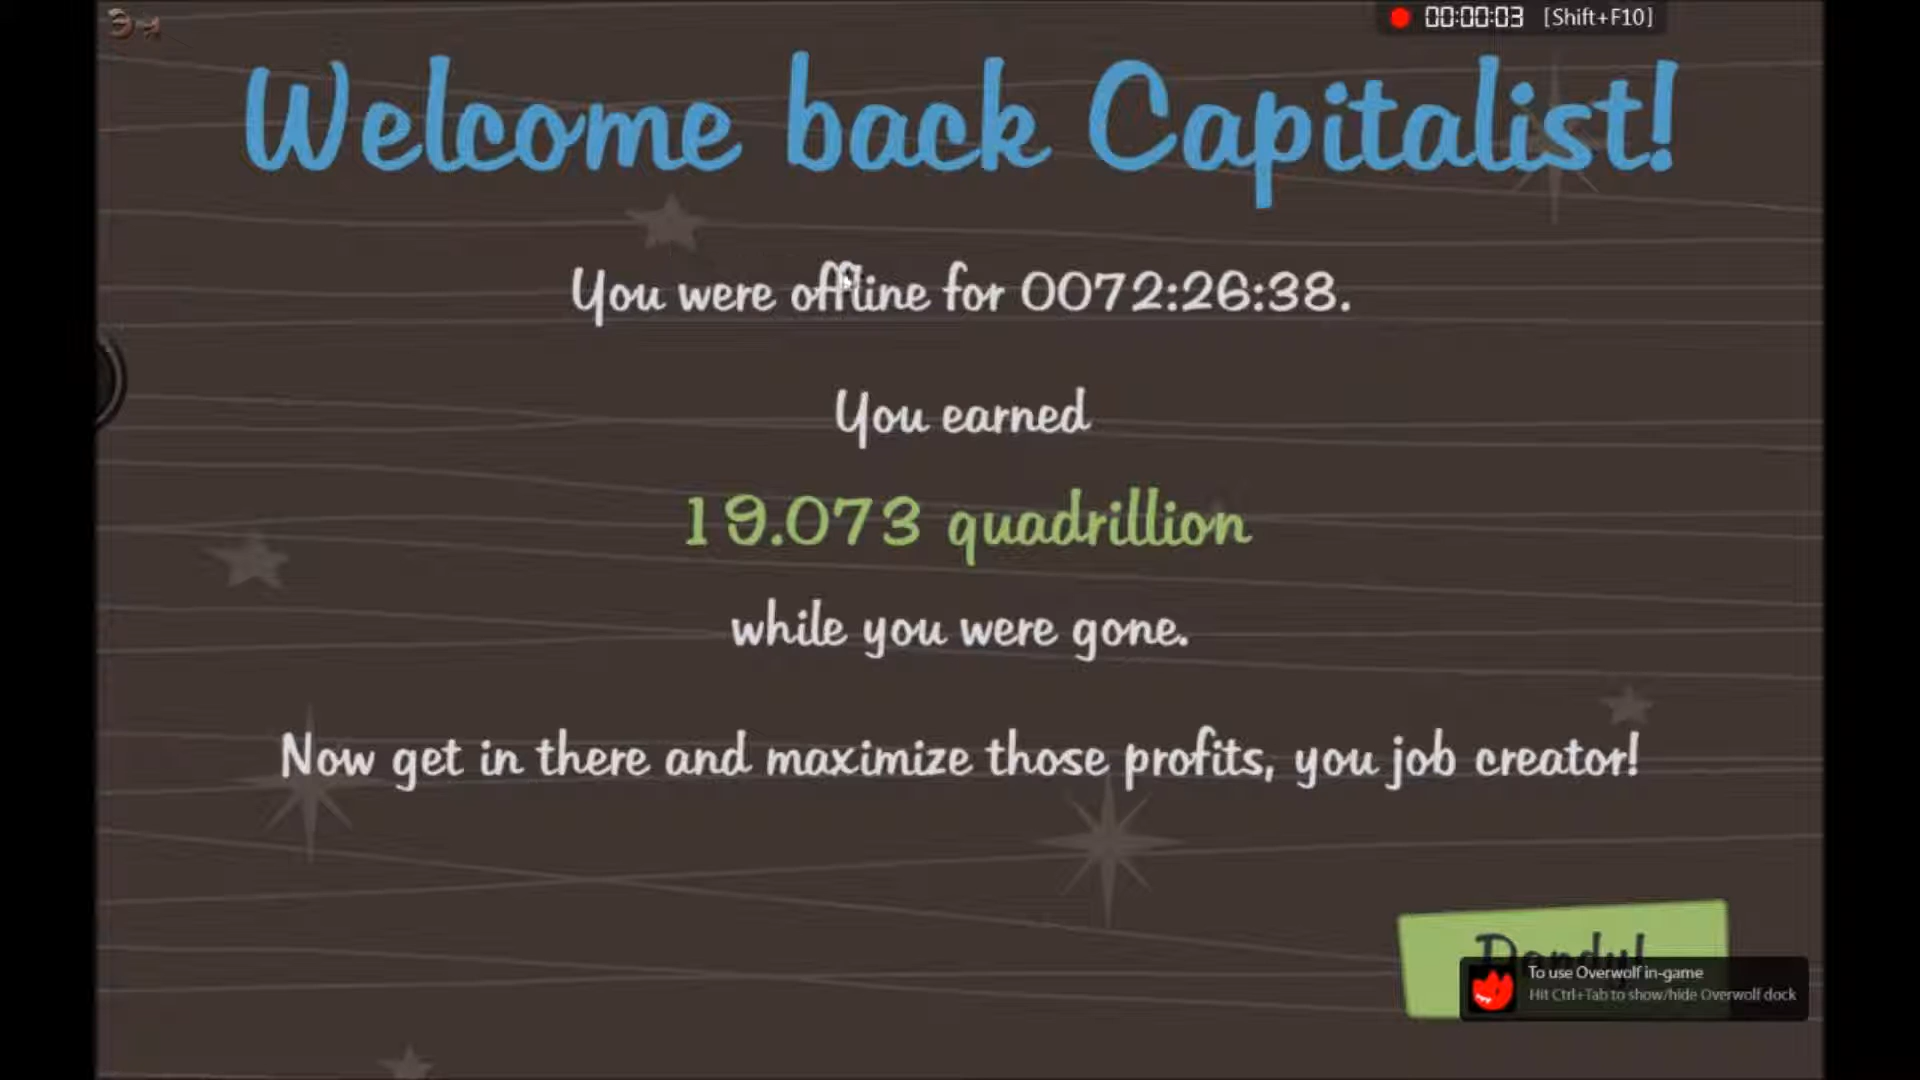 00:00:03 [Shift+F10]
Welcome back Capitalist!
You were offline for 0072:26:38.
You earned
19.073 quadrillion
while you were gone.
Now get in there and maximize those profits, you job creator!
Dandy!
To use Overwolf in-game
Hit Ctrl+Tab to show/hide Overwolf dock